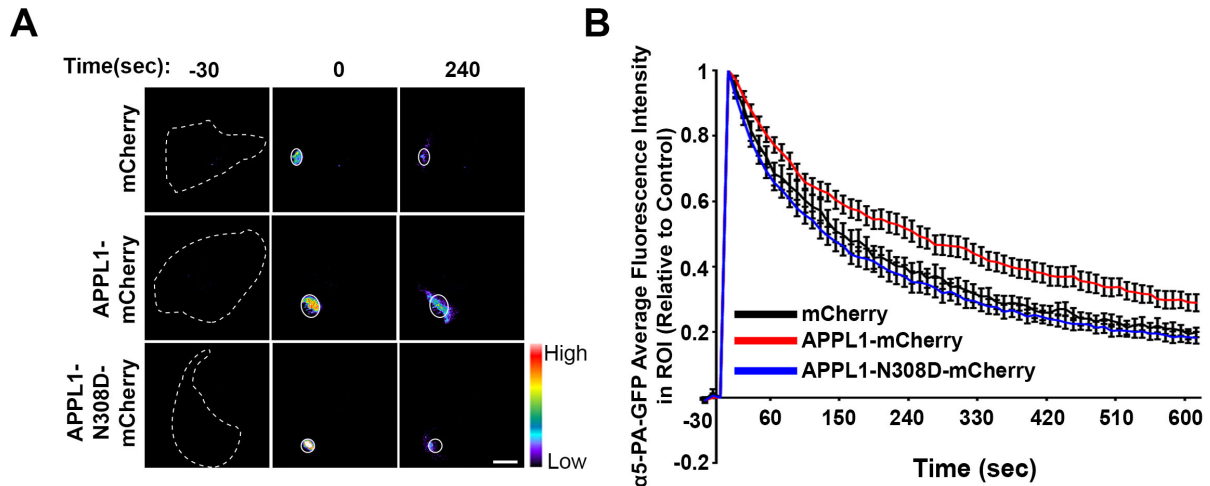 A
Time(sec): -30 0 240
mCherry
APPL1-
mCherry
APPL1-
N308D-
mCherry
High
Low
B
α5-PA-GFP Average Fluorescence Intensity
in ROI (Relative to Control)
1
0.8
0.6
0.4
0.2
-0.2
-30 60 150 240 330 420 510 600
mCherry
APPL1-mCherry
APPL1-N308D-mCherry
Time (sec)